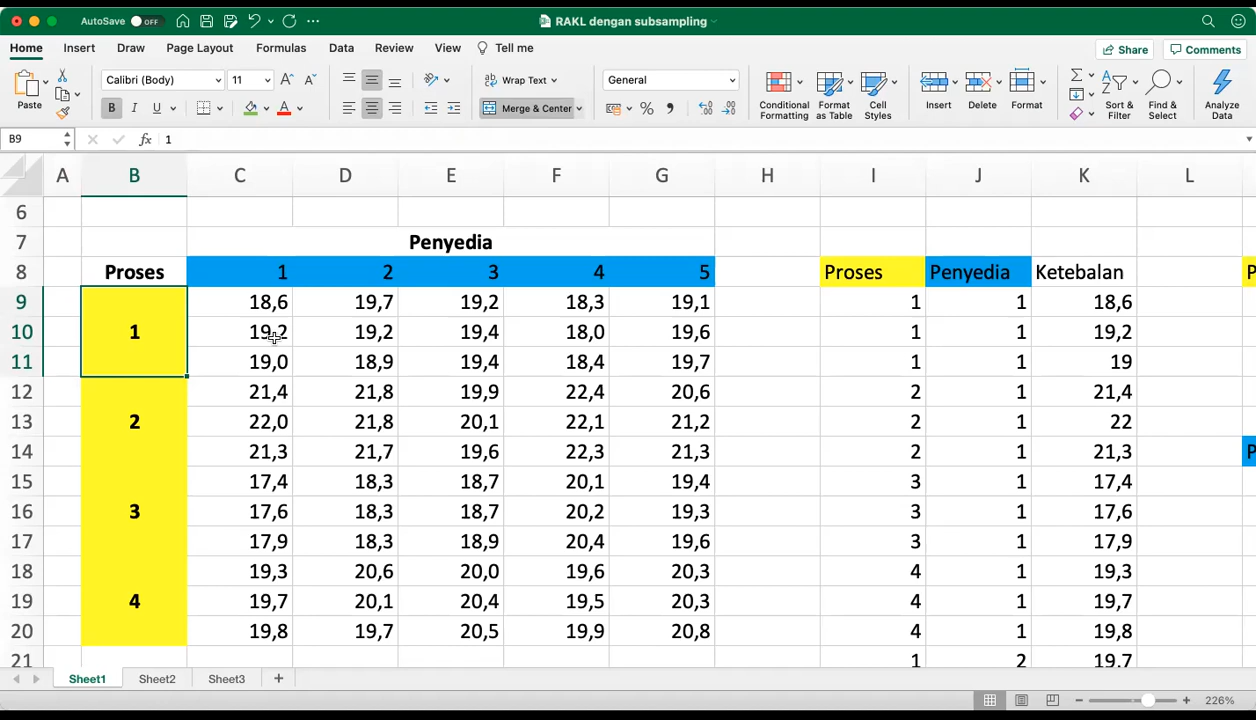 AutoSave OFF RAKL dengan subsampling
Home Insert Draw Page Layout Formulas Data Review View Tell me Share Comments
Paste Calibri (Body) 11 B I U A Wrap Text Merge & Center General % Conditional Formatting Format as Table Cell Styles Insert Delete Format Sort & Filter Find & Select Analyze Data
B9 fx 1
A B C D E F G H I J K L
6
7 Penyedia
8 Proses 1 2 3 4 5 Proses Penyedia Ketebalan P
9 18,6 19,7 19,2 18,3 19,1 1 1 18,6
10 1 19,2 19,2 19,4 18,0 19,6 1 1 19,2
11 19,0 18,9 19,4 18,4 19,7 1 1 19
12 21,4 21,8 19,9 22,4 20,6 2 1 21,4
13 2 22,0 21,8 20,1 22,1 21,2 2 1 22
14 21,3 21,7 19,6 22,3 21,3 2 1 21,3 P
15 17,4 18,3 18,7 20,1 19,4 3 1 17,4
16 3 17,6 18,3 18,7 20,2 19,3 3 1 17,6
17 17,9 18,3 18,9 20,4 19,6 3 1 17,9
18 19,3 20,6 20,0 19,6 20,3 4 1 19,3
19 4 19,7 20,1 20,4 19,5 20,3 4 1 19,7
20 19,8 19,7 20,5 19,9 20,8 4 1 19,8
21 1 2 19,7
Sheet1 Sheet2 Sheet3 +
226%